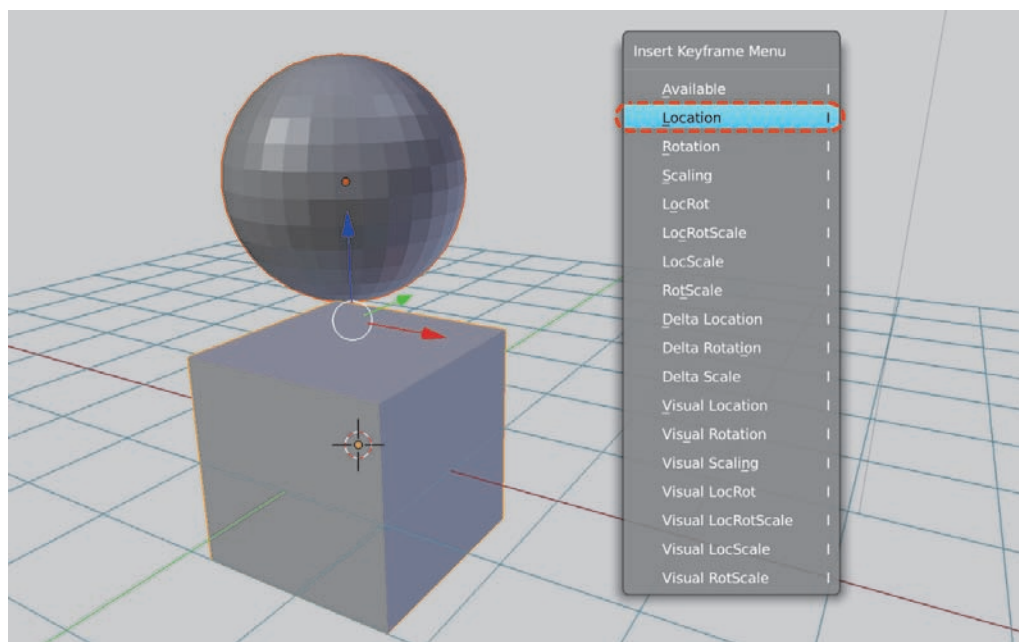 Insert Keyframe Menu
Available I
Location I
Rotation I
Scaling I
LocRot I
LocRotScale I
LocScale I
RotScale I
Delta Location I
Delta Rotation I
Delta Scale I
Visual Location I
Visual Rotation I
Visual Scaling I
Visual LocRot I
Visual LocRotScale I
Visual LocScale I
Visual RotScale I